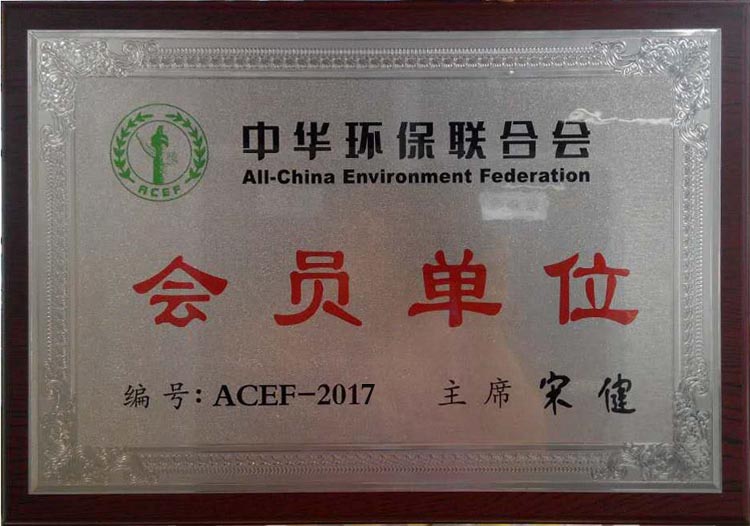 中华环保联合会
All-China Environment Federation
ACEF
会员单位
编号：ACEF-2017 主席 宋健